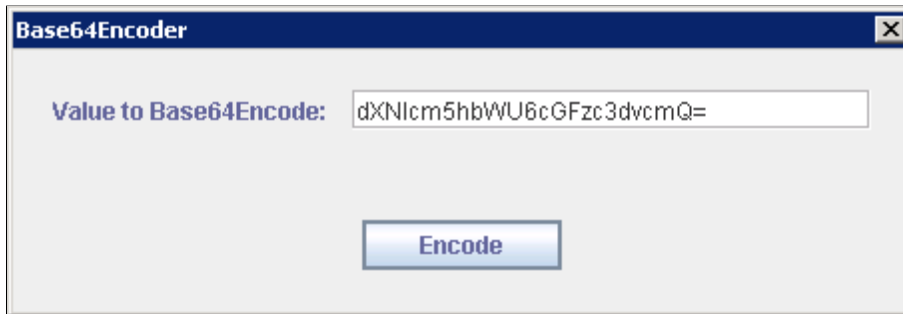 Base64Encoder
Value to Base64Encode: dXNlcm5hbWU6cGFzc3dvcmQ=
Encode